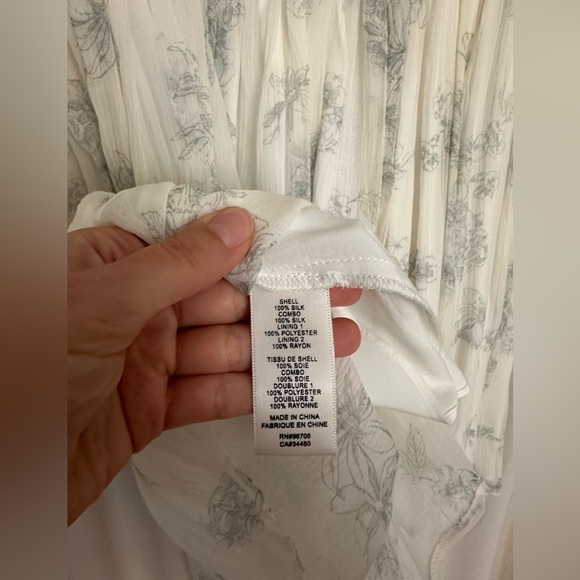 SHELL
100% SILK
COMBO
100% SILK
LINING 1
100% POLYESTER
LINING 2
100% RAYON
TISSU DE SHELL
100% SOIE
COMBO
100% SOIE
DOUBLURE 1
100% POLYESTER
DOUBLURE 2
100% RAYONNE
MADE IN CHINA
FABRIQUE EN CHINE
RN#96705
CA#34460